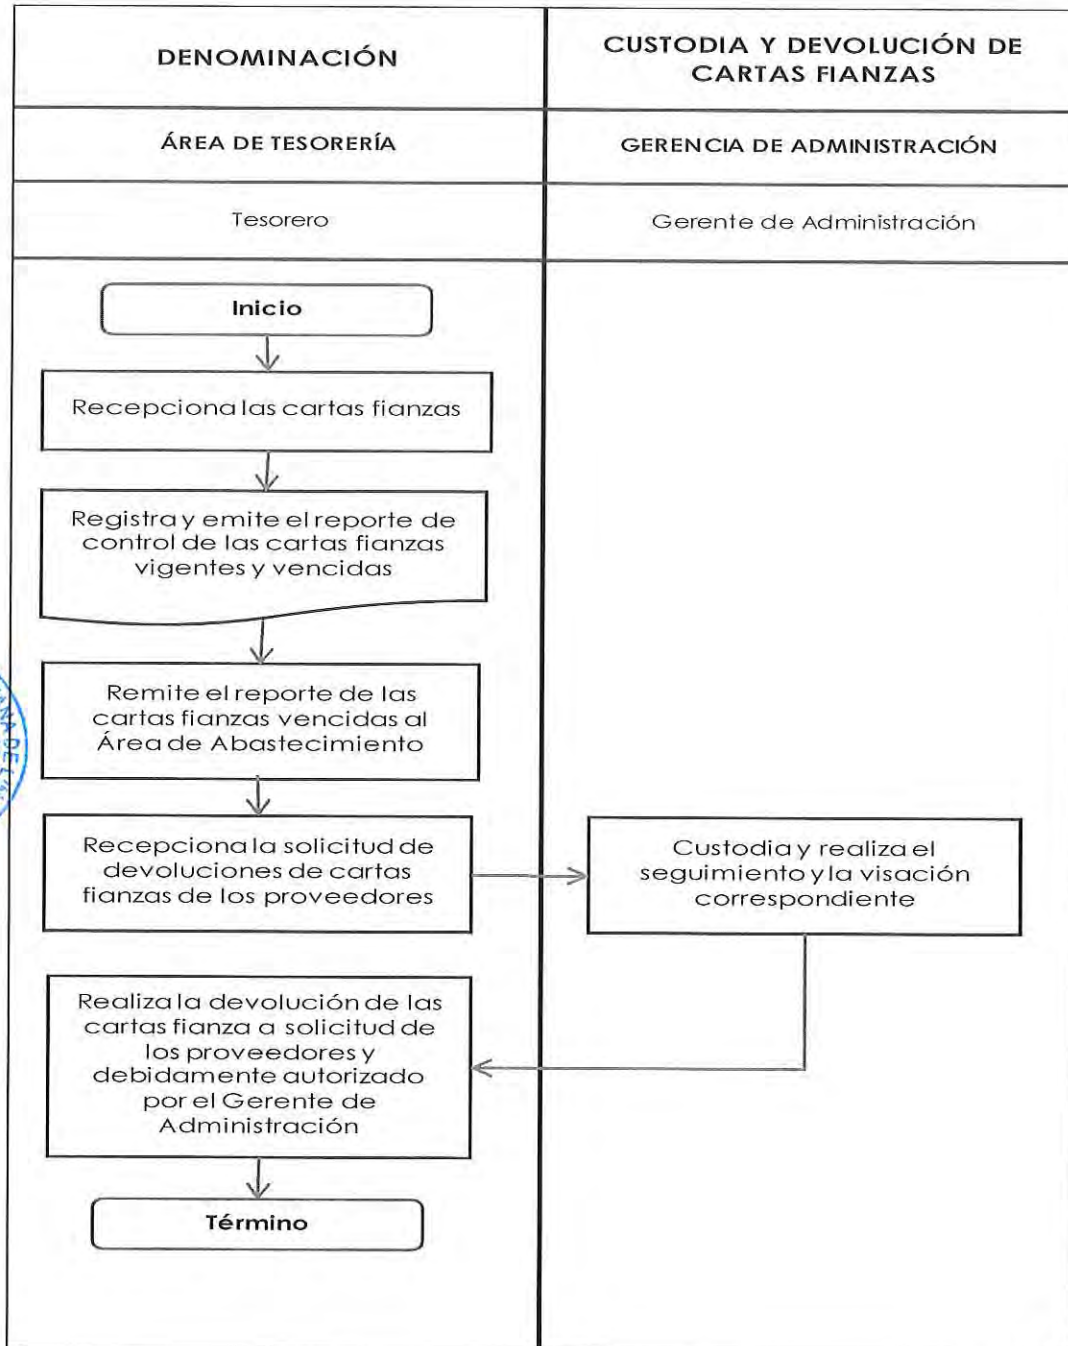 DENOMINACIÓN
CUSTODIA Y DEVOLUCIÓN DE
CARTAS FIANZAS
ÁREA DE TESORERÍA
GERENCIA DE ADMINISTRACIÓN
Tesorero
Gerente de Administración
Inicio
Recepciona las cartas fianzas
Registra y emite el reporte de
control de las cartas fianzas
vigentes y vencidas
Remite el reporte de las
cartas fianzas vencidas al
Área de Abastecimiento
Recepciona la solicitud de
devoluciones de cartas
fianzas de los proveedores
Custodia y realiza el
seguimiento y la visación
correspondiente
Realiza la devolución de las
cartas fianza a solicitud de
los proveedores y
debidamente autorizado
por el Gerente de
Administración
Término